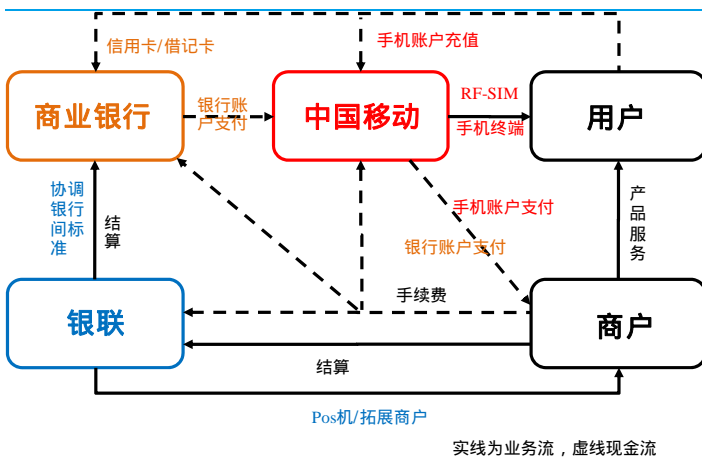 信用卡/借记卡
手机账户充值
商业银行
银行账
户支付
中国移动
RF-SIM
手机终端
用户
协调
银行
间标
准
结
算
手机账户支付
银行账户支付
产
品
服
务
银联
手续费
商户
结算
Pos机/拓展商户
实线为业务流，虚线现金流